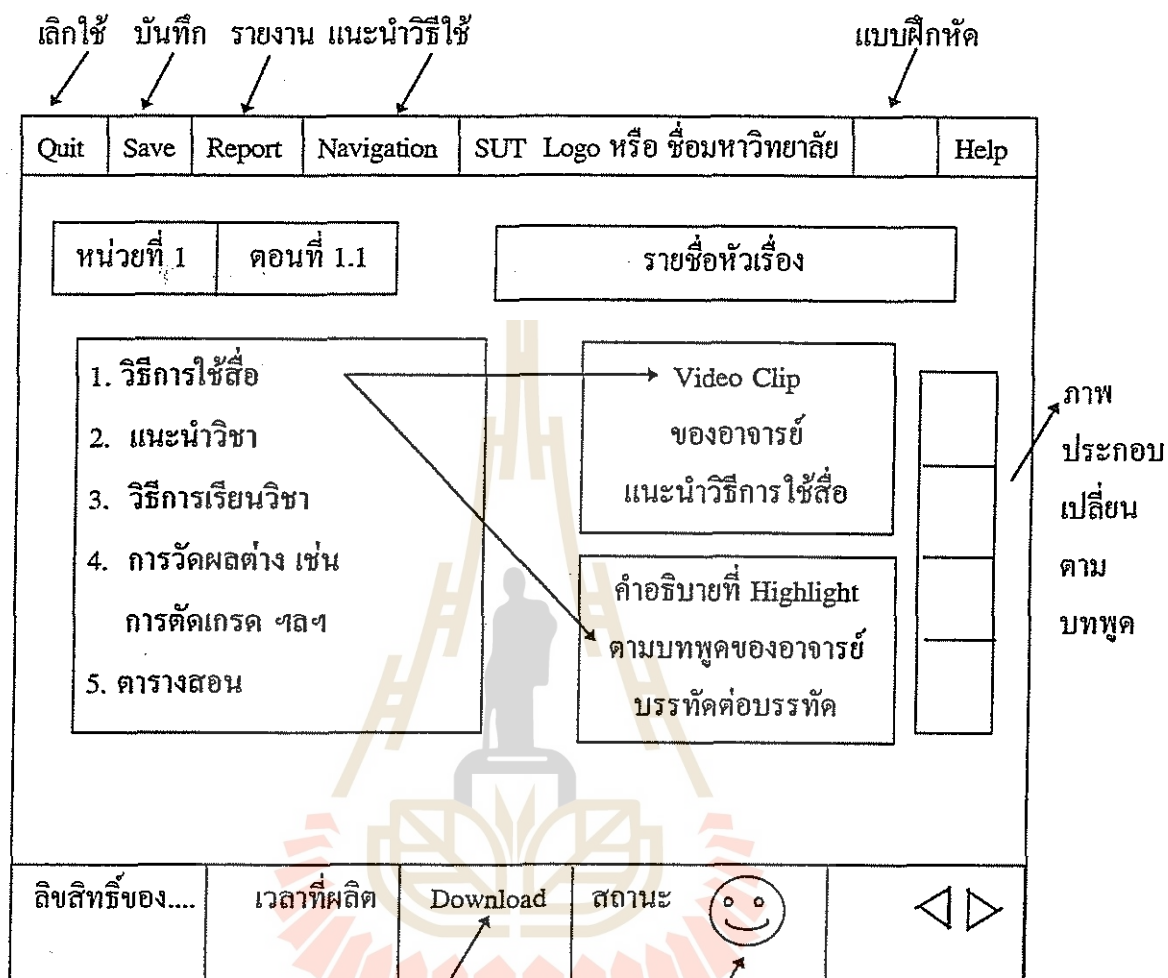 เลิกใช้ บันทึก รายงาน แนะนำวิธีใช้ แบบฝึกหัด
Quit Save Report Navigation SUT Logo หรือ ชื่อมหาวิทยาลัย Help
หน่วยที่ 1 ตอนที่ 1.1 รายชื่อหัวเรื่อง
1. วิธีการใช้สื่อ
2. แนะนำวิชา
3. วิธีการเรียนวิชา
4. การวัดผลต่าง เช่น
การตัดเกรด ฯลฯ
5. ตารางสอน
Video Clip
ของอาจารย์
แนะนำวิธีการใช้สื่อ
คำอธิบายที่ Highlight
ตามบทพูดของอาจารย์
บรรทัดต่อบรรทัด
ภาพ
ประกอบ
เปลี่ยน
ตาม
บทพูด
ลิขสิทธิ์ของ.... เวลาที่ผลิต Download สถานะ